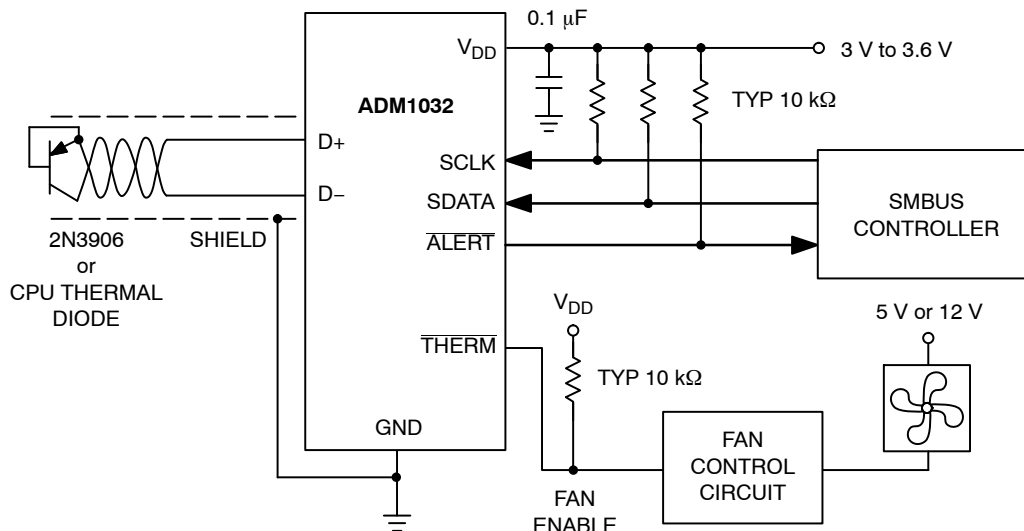 0.1 μF
V_DD
3 V to 3.6 V
ADM1032
TYP 10 kΩ
D+
SCLK
D−
SDATA
SMBUS
CONTROLLER
ALERT
2N3906
or
CPU THERMAL
DIODE
SHIELD
V_DD
5 V or 12 V
THERM
TYP 10 kΩ
GND
FAN
CONTROL
CIRCUIT
FAN
ENABLE